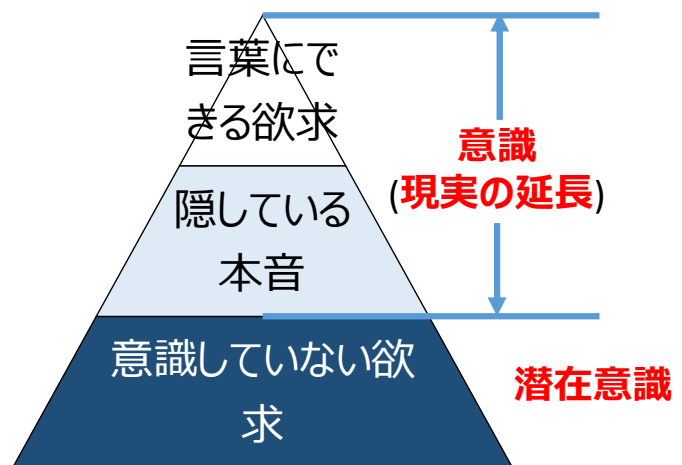 言葉にで
きる欲求
意識
(現実の延長)
隠している
本音
意識していない欲
求
潜在意識